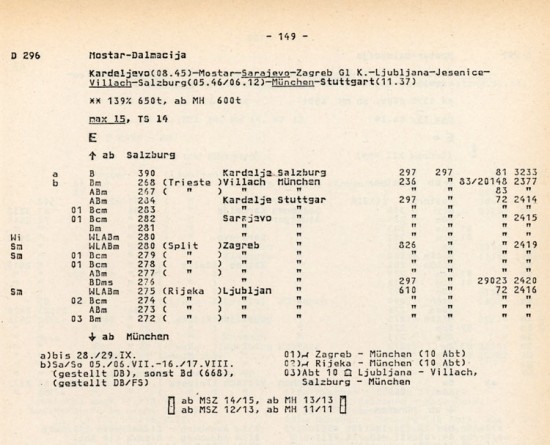 - 149 -
D 296 Mostar-Dalmacija
Kardeljevo(08.45)-Mostar-Sarajevo-Zagreb Gl K.-Ljubljana-Jesenice-
Villach-Salzburg(05.46/06.12)-München-Stuttgart(11.37)
** 139% 650t, ab MH 600t
max 15, TS 14
E
↑ ab Salzburg
a B 390 Kardelje Salzburg 297 297 81 3233
b Bm 268 (Trieste )Villach München 236 " 83/20148 2377
ABm 267 ( " ) " " " " 83 "
ABm 284 Kardelje Stuttgar 297 " 72 2414
01 Bcm 283 " " " " " "
01 Bcm 282 Sarajevo " " " " 2415
Bm 281 " " " " " "
Wi WLABm 280 " " " " " "
Sm WLABm 280 (Split )Zagreb " 826 " " 2419
Sm 01 Bcm 279 ( " ) " " " " " "
01 Bcm 278 ( " ) " " " " " "
ABm 277 ( " ) " " " " " "
BDms 276 " " 297 " 29023 2420
Sm WLABm 275 (Rijeka )Ljubljan " 610 " 72 2416
02 Bcm 274 ( " ) " " " " " "
ABm 273 ( " ) " " " " " "
03 Bm 272 ( " ) " " " " " "
↓ ab München
a)bis 28./29.IX.
b)Sa/So 05./06.VII.-16./17.VIII.
(gestellt DB), sonst Bd (668),
(gestellt DB/FS)
01) Zagreb - München (10 Abt)
02) Rijeka - München (10 Abt)
03)Abt 10 Ljubljana - Villach,
Salzburg - München
ab MSZ 14/15, ab MH 13/13
ab MSZ 12/13, ab MH 11/11